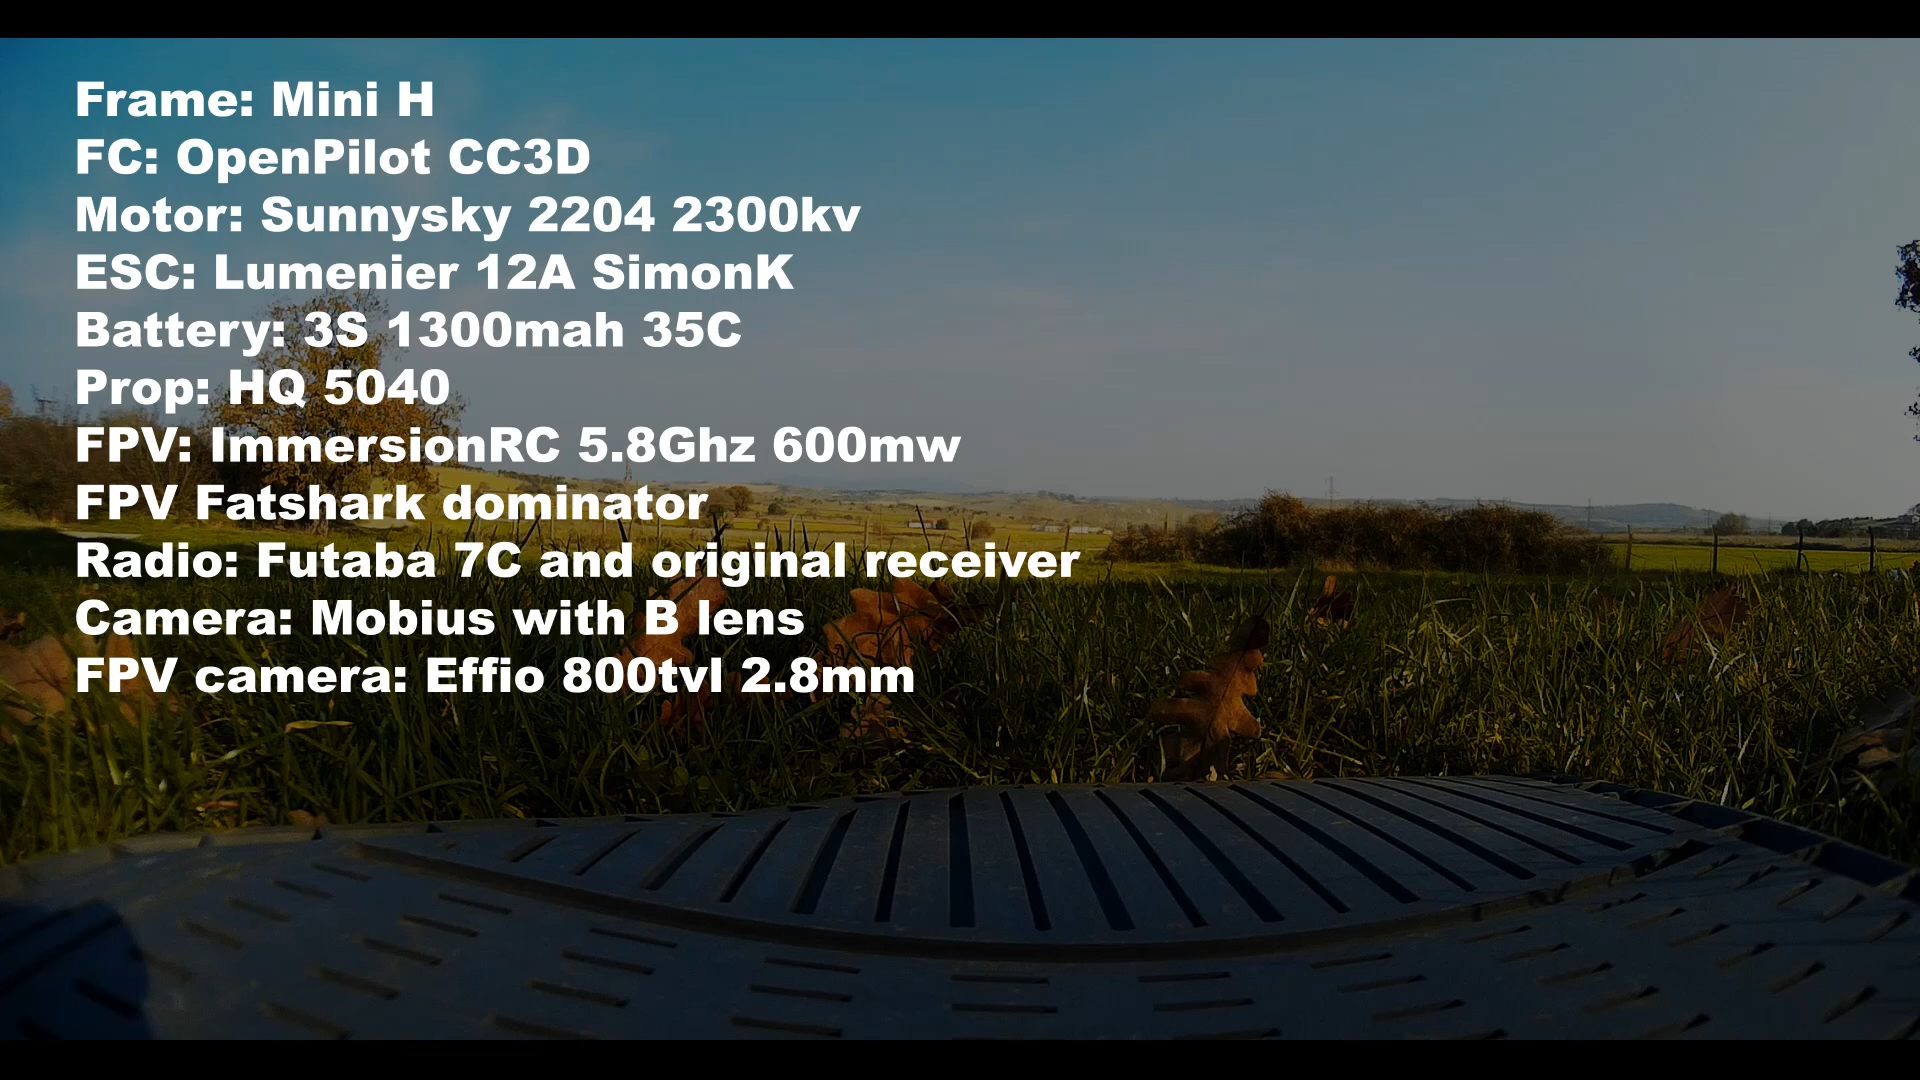 Frame: Mini H
FC: OpenPilot CC3D
Motor: Sunnysky 2204 2300kv
ESC: Lumenier 12A SimonK
Battery: 3S 1300mah 35C
Prop: HQ 5040
FPV: ImmersionRC 5.8Ghz 600mw
FPV Fatshark dominator
Radio: Futaba 7C and original receiver
Camera: Mobius with B lens
FPV camera: Effio 800tvl 2.8mm